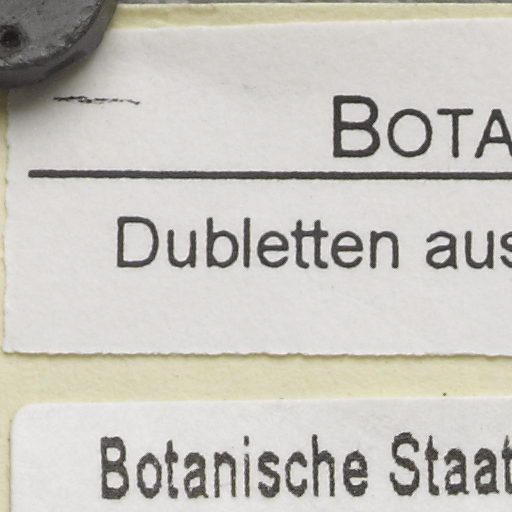 BOTA
Dubletten aus
Botanische Staat